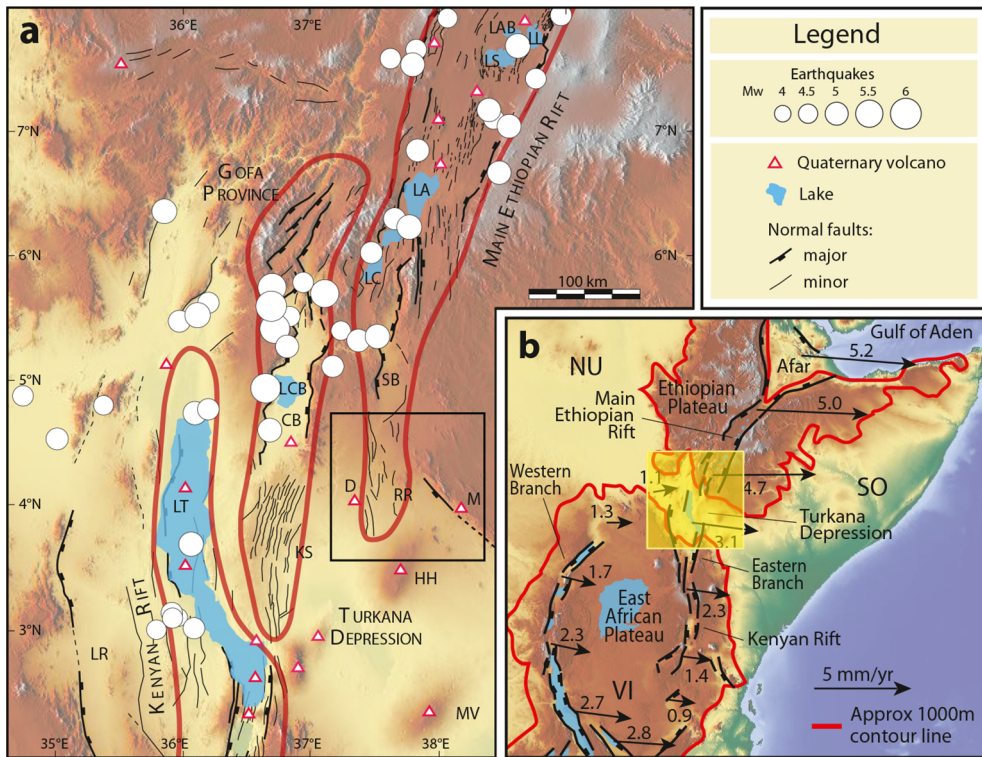 a
36°E
37°E
LAB
LL
LS
7°N
GOFA
PROVINCE
LA
MAIN ETHIOPIAN RIFT
6°N
LC
100 km
5°N
LCB
SB
CB
4°N
LT
D
RR
M
KS
HH
TURKANA
DEPRESSION
3°N
KENYAN RIFT
LR
MV
35°E
36°E
37°E
38°E
Legend
Earthquakes
Mw 4 4.5 5 5.5 6
Quaternary volcano
Lake
Normal faults:
major
minor
b
Gulf of Aden
NU
Afar
5.2
Ethiopian
Plateau
5.0
Main
Ethiopian
Rift
Western
Branch
4.7
SO
1.3
Turkana
Depression
3.1
Eastern
Branch
1.7
East
African
Plateau
2.3
2.3
Kenyan Rift
1.4
VI
2.7
0.9
2.8
5 mm/yr
Approx 1000m
contour line